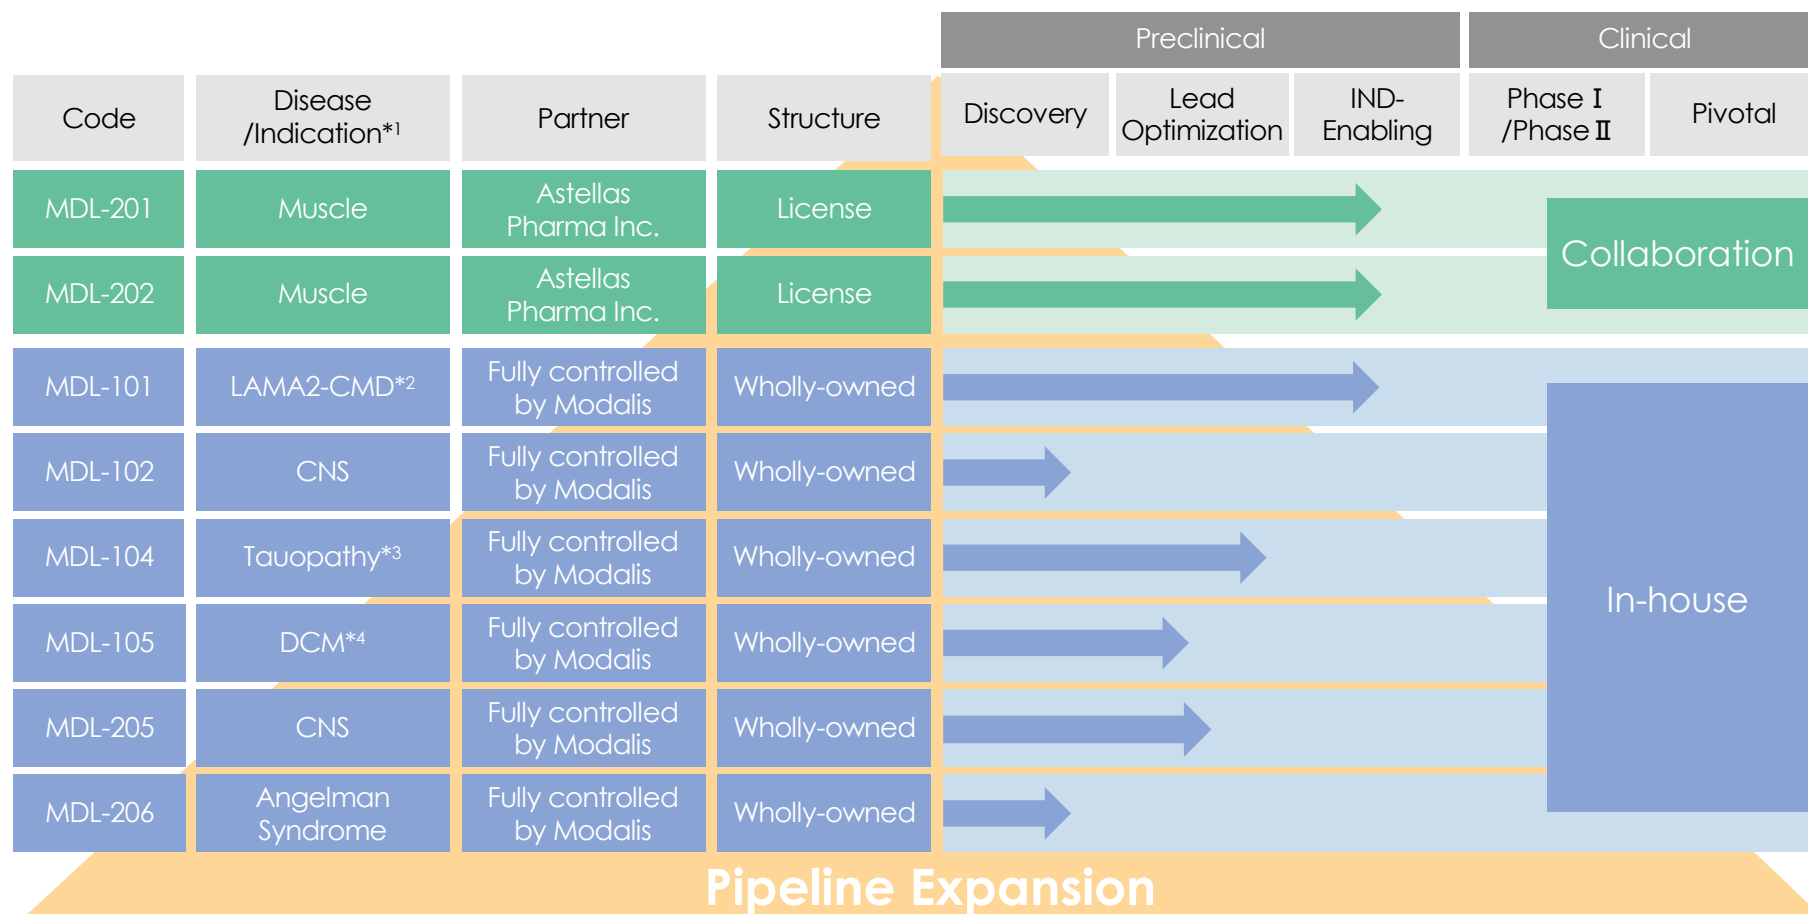 Preclinical
Clinical
Code
Disease
/Indication*1
Partner
Structure
Discovery
Lead
Optimization
IND-
Enabling
Phase Ⅰ
/Phase Ⅱ
Pivotal
MDL-201
Muscle
Astellas
Pharma Inc.
License
MDL-202
Muscle
Astellas
Pharma Inc.
License
Collaboration
MDL-101
LAMA2-CMD*2
Fully controlled
by Modalis
Wholly-owned
MDL-102
CNS
Fully controlled
by Modalis
Wholly-owned
MDL-104
Tauopathy*3
Fully controlled
by Modalis
Wholly-owned
MDL-105
DCM*4
Fully controlled
by Modalis
Wholly-owned
MDL-205
CNS
Fully controlled
by Modalis
Wholly-owned
MDL-206
Angelman
Syndrome
Fully controlled
by Modalis
Wholly-owned
In-house
Pipeline Expansion